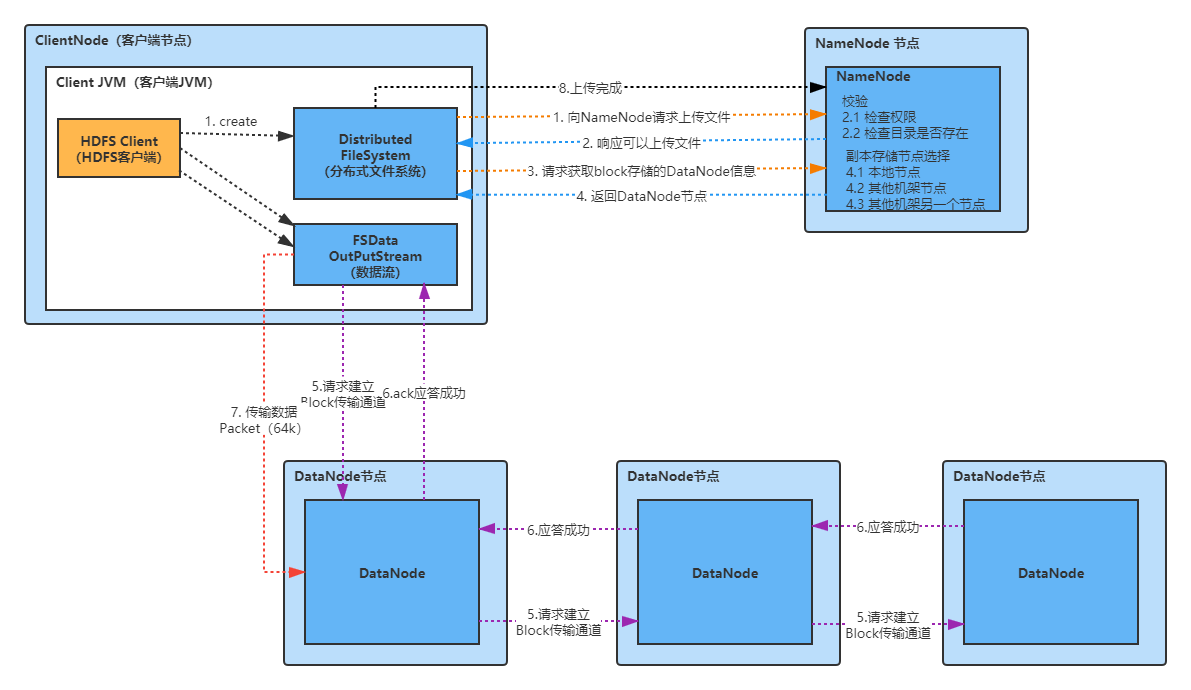 ClientNode（客户端节点）
Client JVM（客户端JVM）
HDFS Client
（HDFS客户端）
1. create
Distributed
FileSystem
（分布式文件系统）
FSData
OutPutStream
（数据流）
8.上传完成
1. 向NameNode请求上传文件
2. 响应可以上传文件
3. 请求获取block存储的DataNode信息
4. 返回DataNode节点
NameNode 节点
NameNode
校验
2.1 检查权限
2.2 检查目录是否存在
副本存储节点选择
4.1 本地节点
4.2 其他机架节点
4.3 其他机架另一个节点
5.请求建立
Block传输通道
6.ack应答成功
7. 传输数据
Packet（64k）
DataNode节点
DataNode
6.应答成功
5.请求建立
Block传输通道
DataNode节点
DataNode
6.应答成功
5.请求建立
Block传输通道
DataNode节点
DataNode